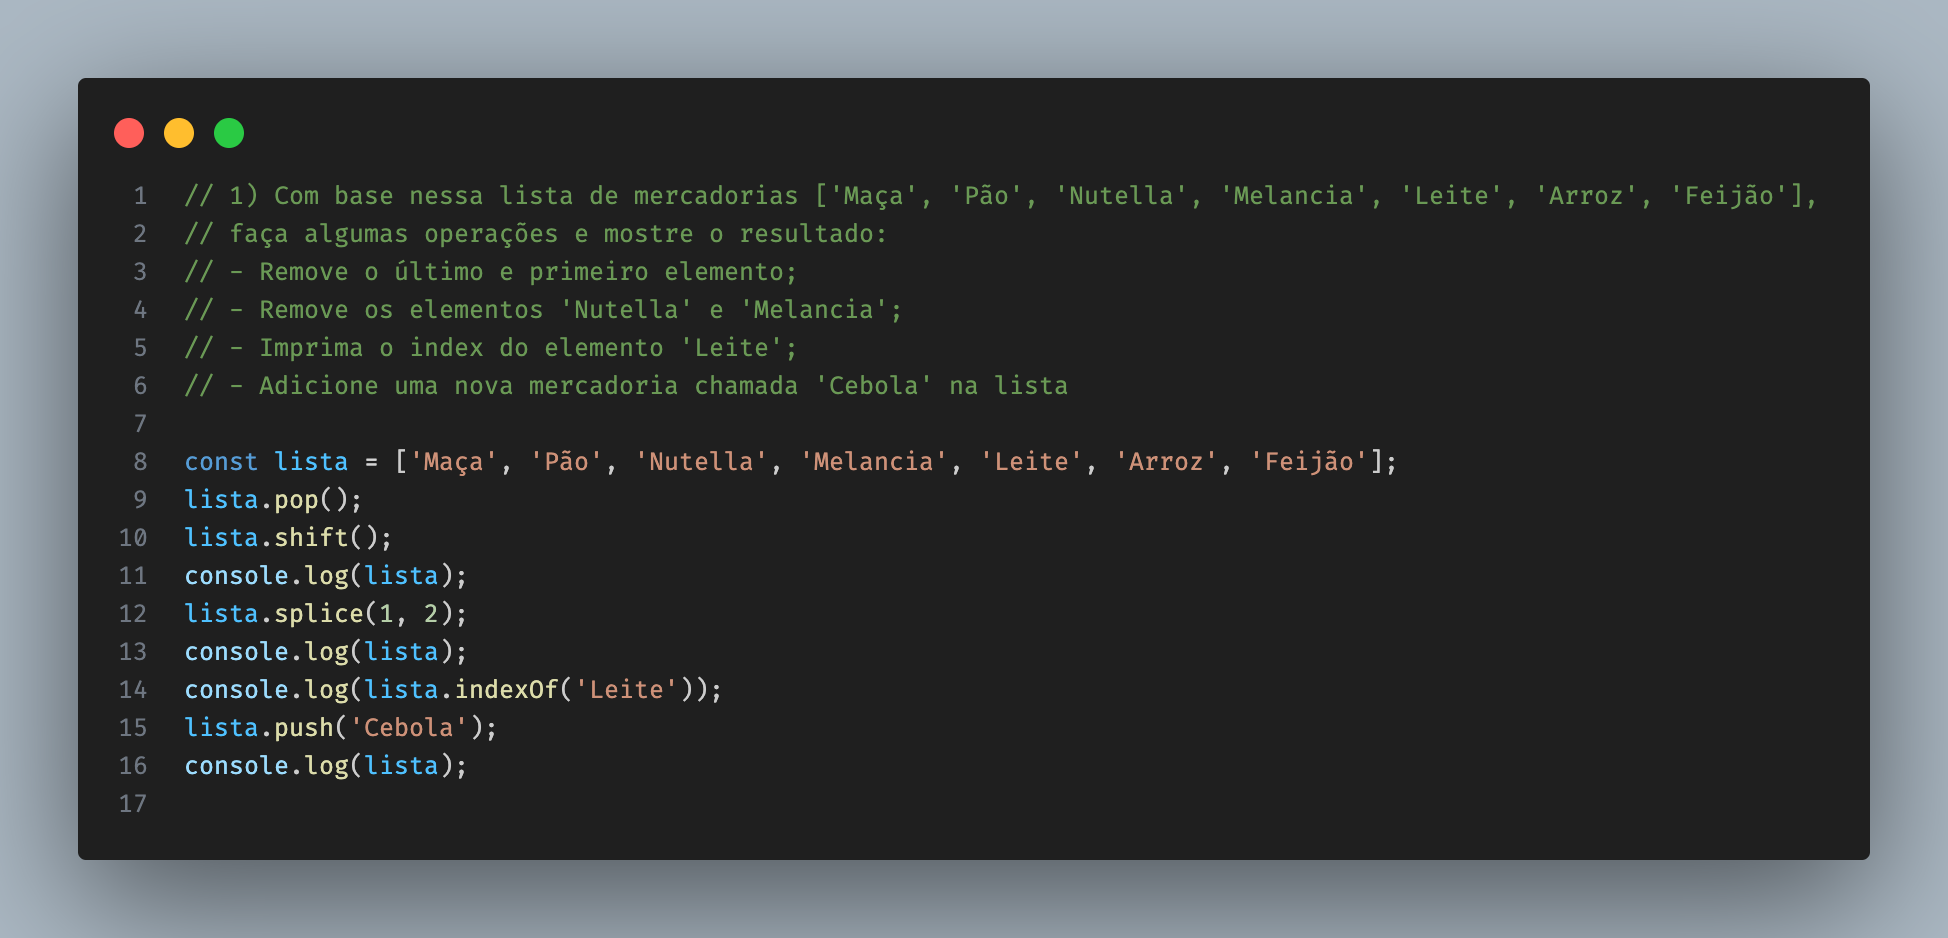 1 // 1) Com base nessa lista de mercadorias ['Maça', 'Pão', 'Nutella', 'Melancia', 'Leite', 'Arroz', 'Feijão'],
2 // faça algumas operações e mostre o resultado:
3 // - Remove o último e primeiro elemento;
4 // - Remove os elementos 'Nutella' e 'Melancia';
5 // - Imprima o index do elemento 'Leite';
6 // - Adicione uma nova mercadoria chamada 'Cebola' na lista
7
8 const lista = ['Maça', 'Pão', 'Nutella', 'Melancia', 'Leite', 'Arroz', 'Feijão'];
9 lista.pop();
10 lista.shift();
11 console.log(lista);
12 lista.splice(1, 2);
13 console.log(lista);
14 console.log(lista.indexOf('Leite'));
15 lista.push('Cebola');
16 console.log(lista);
17